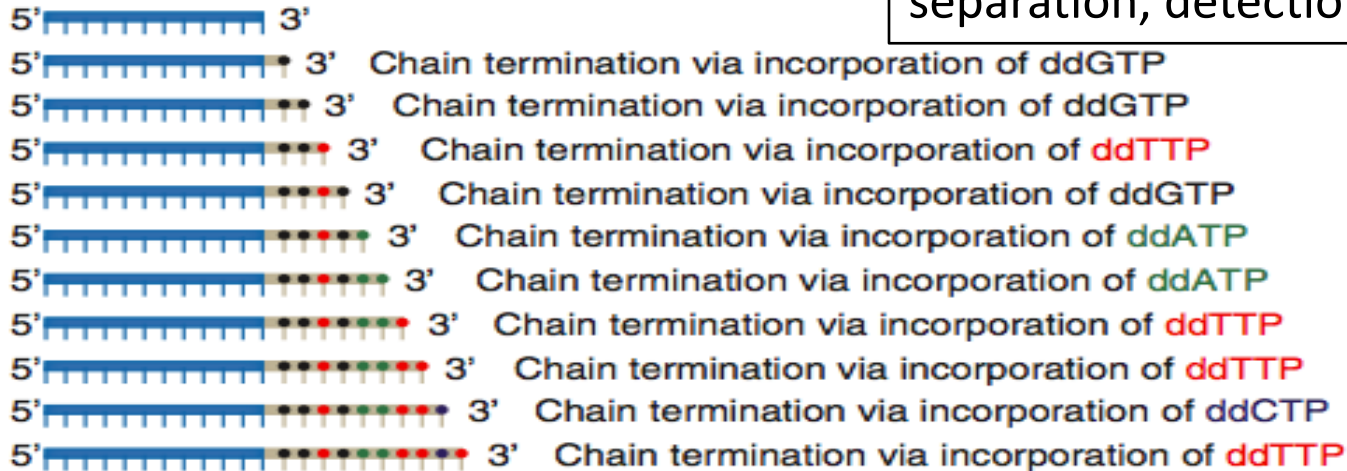 separation, detectio
5' 3'
5' 3' Chain termination via incorporation of ddGTP
5' 3' Chain termination via incorporation of ddGTP
5' 3' Chain termination via incorporation of ddTTP
5' 3' Chain termination via incorporation of ddGTP
5' 3' Chain termination via incorporation of ddATP
5' 3' Chain termination via incorporation of ddATP
5' 3' Chain termination via incorporation of ddTTP
5' 3' Chain termination via incorporation of ddTTP
5' 3' Chain termination via incorporation of ddCTP
5' 3' Chain termination via incorporation of ddTTP